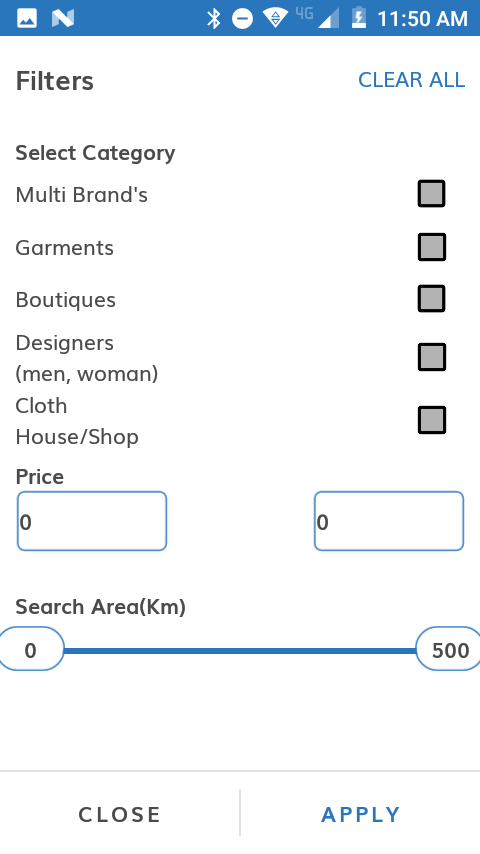 4G 11:50 AM
Filters CLEAR ALL
Select Category
Multi Brand's
Garments
Boutiques
Designers
(men, woman)
Cloth
House/Shop
Price
0 0
Search Area(Km)
0 500
CLOSE APPLY